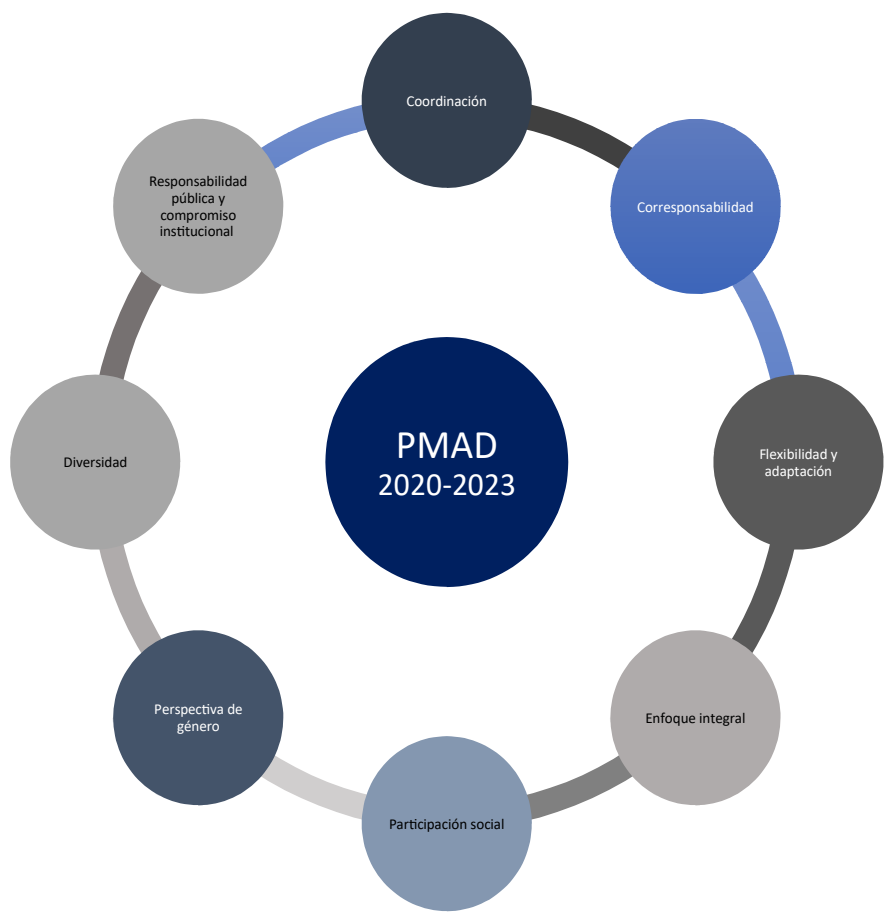 Coordinación
Corresponsabilidad
Flexibilidad y
adaptación
Enfoque integral
Participación social
Perspectiva de
género
Diversidad
Responsabilidad
pública y
compromiso
institucional
PMAD
2020-2023